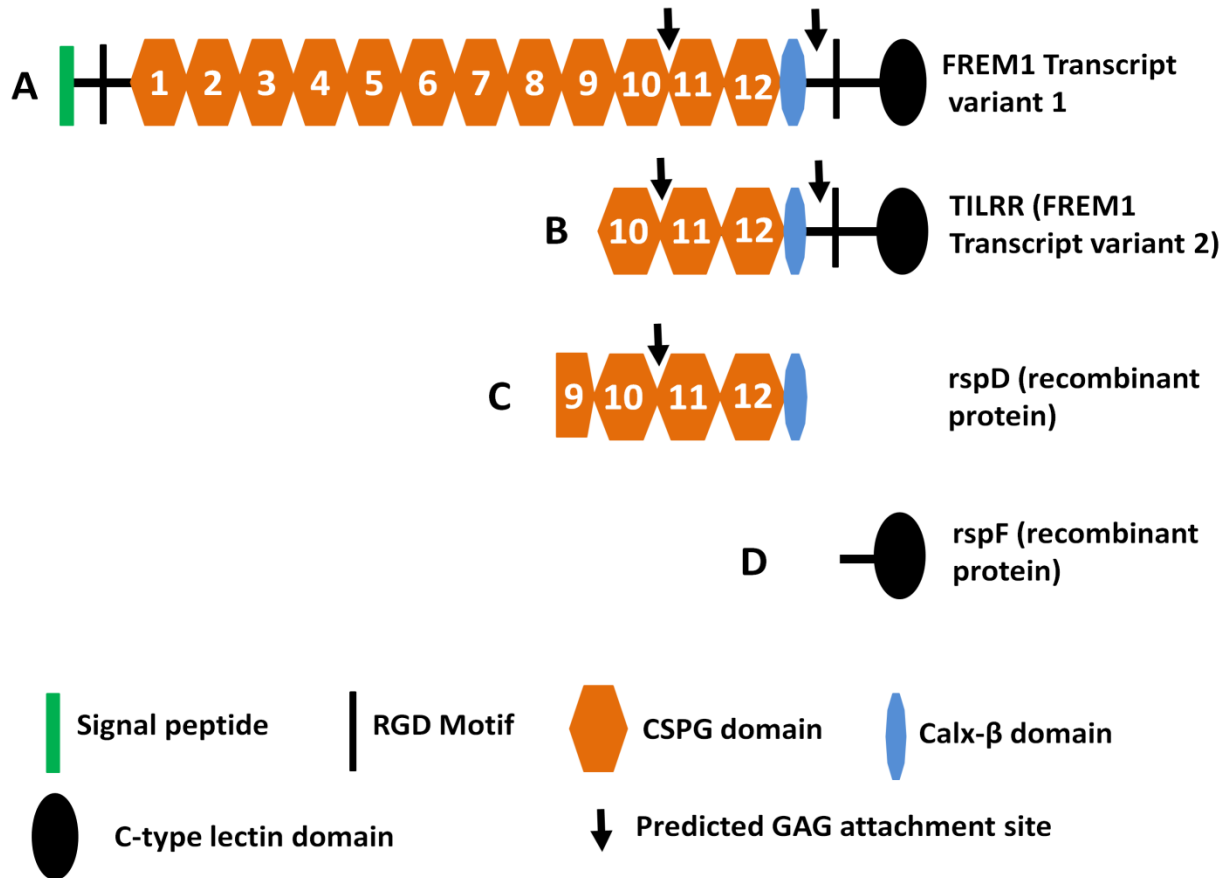 A
1 2 3 4 5 6 7 8 9 10 11 12
FREM1 Transcript
variant 1
B
10 11 12
TILRR (FREM1
Transcript variant 2)
C
9 10 11 12
rspD (recombinant
protein)
D
rspF (recombinant
protein)
Signal peptide
RGD Motif
CSPG domain
Calx-β domain
C-type lectin domain
Predicted GAG attachment site